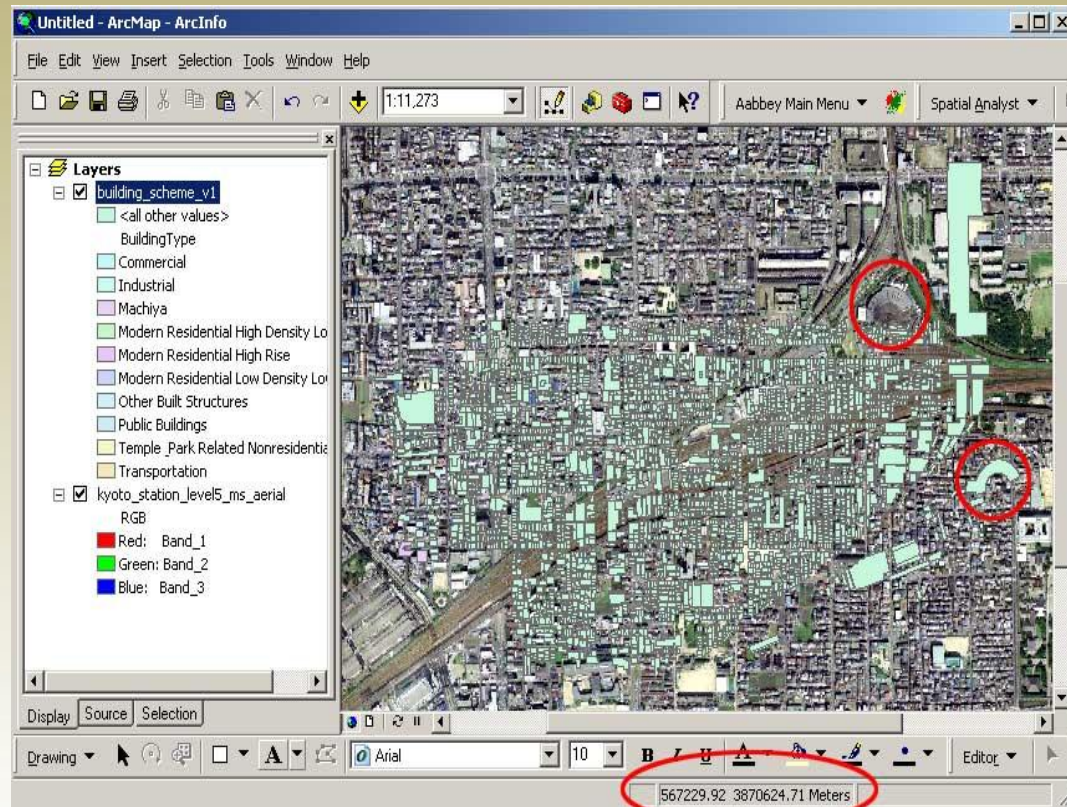 Untitled - ArcMap - ArcInfo
File Edit View Insert Selection Tools Window Help
1:11,273
Aabbey Main Menu
Spatial Analyst
Layers
building_scheme_v1
<all other values>
BuildingType
Commercial
Industrial
Machiya
Modern Residential High Density Lo
Modern Residential High Rise
Modern Residential Low Density Lo
Other Built Structures
Public Buildings
Temple_Park Related Nonresidentia
Transportation
kyoto_station_level5_ms_aerial
RGB
Red: Band_1
Green: Band_2
Blue: Band_3
Display Source Selection
Drawing A Arial 10 B I U A Editor
567229.92 3870624.71 Meters